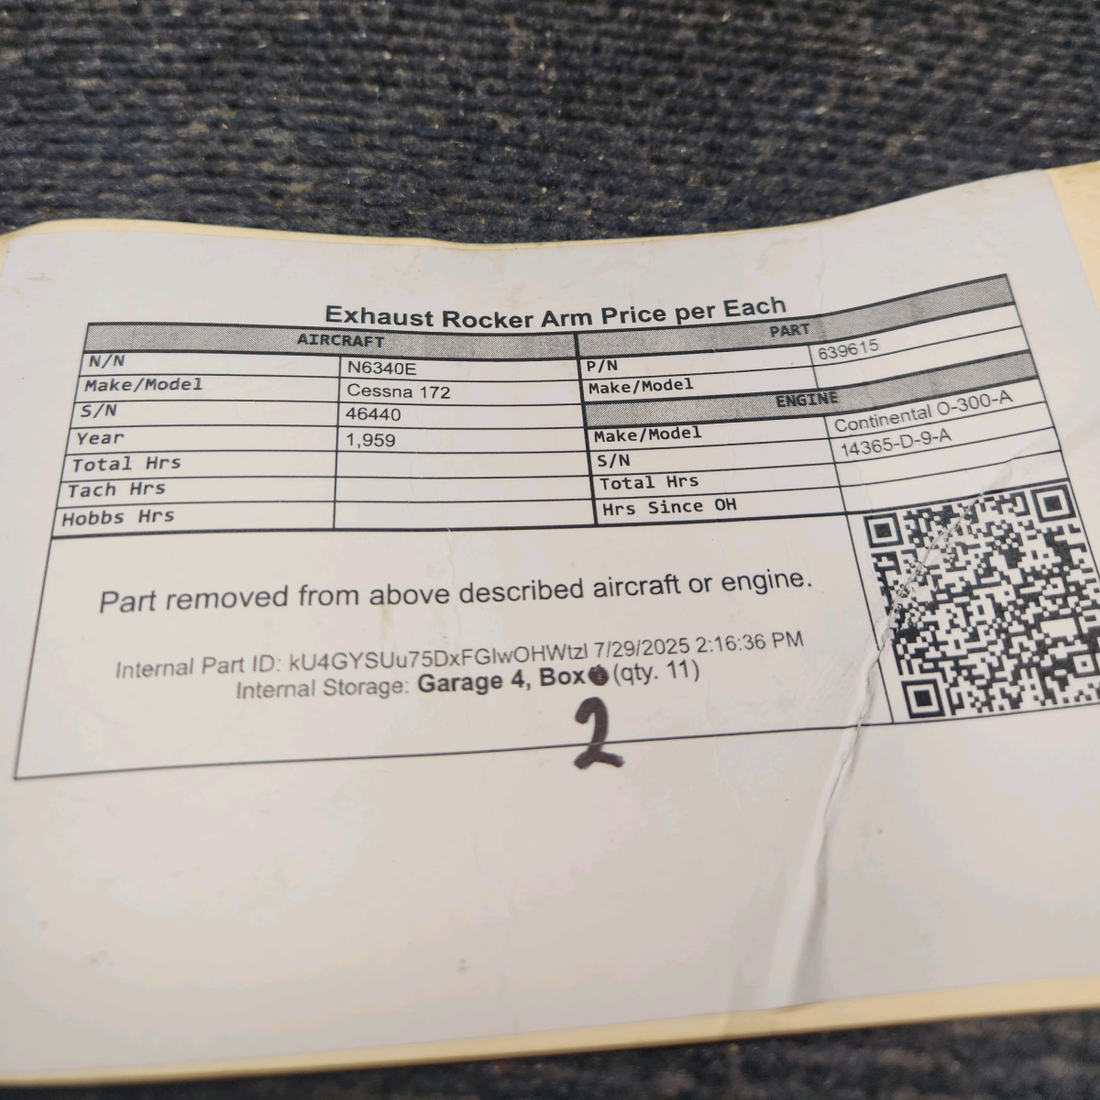 Exhaust Rocker Arm Price per Each
AIRCRAFT
N/N N6340E
Make/Model Cessna 172
S/N 46440
Year 1,959
Total Hrs
Tach Hrs
Hobbs Hrs
PART
P/N 639615
Make/Model
ENGINE
Make/Model Continental O-300-A
S/N 14365-D-9-A
Total Hrs
Hrs Since OH
Part removed from above described aircraft or engine.
Internal Part ID: kU4GYSUu75DxFGlwOHWtzl 7/29/2025 2:16:36 PM
Internal Storage: Garage 4, Box (qty. 11)
2